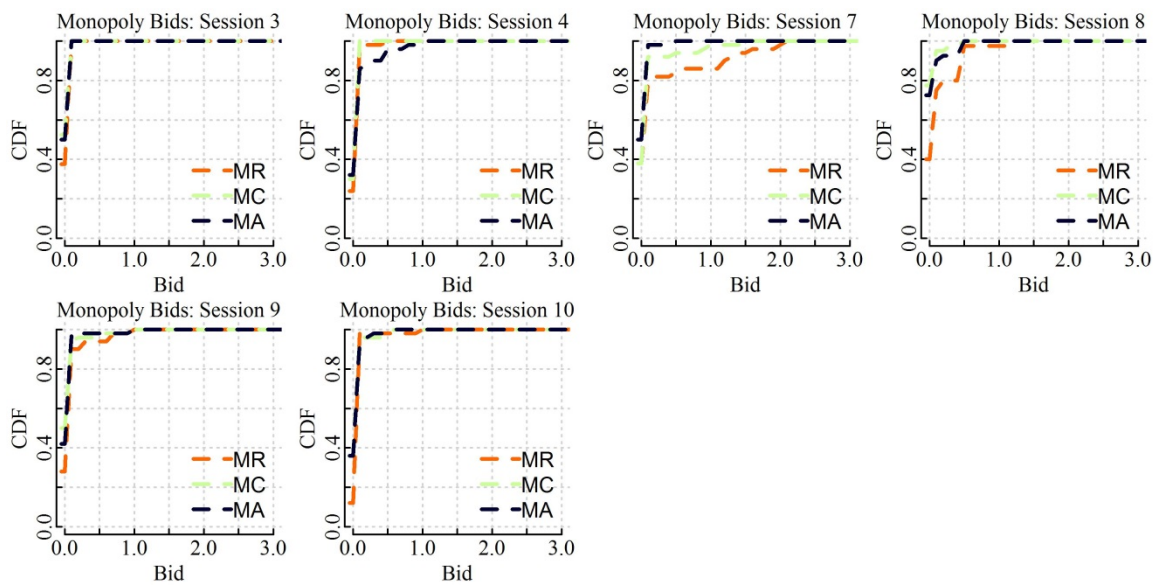 Monopoly Bids: Session 3
CDF
0.0 0.4 0.8
MR
MC
MA
0.0 1.0 2.0 3.0
Bid
Monopoly Bids: Session 4
CDF
0.0 0.4 0.8
MR
MC
MA
0.0 1.0 2.0 3.0
Bid
Monopoly Bids: Session 7
CDF
0.0 0.4 0.8
MR
MC
MA
0.0 1.0 2.0 3.0
Bid
Monopoly Bids: Session 8
CDF
0.0 0.4 0.8
MR
MC
MA
0.0 1.0 2.0 3.0
Bid
Monopoly Bids: Session 9
CDF
0.0 0.4 0.8
MR
MC
MA
0.0 1.0 2.0 3.0
Bid
Monopoly Bids: Session 10
CDF
0.0 0.4 0.8
MR
MC
MA
0.0 1.0 2.0 3.0
Bid